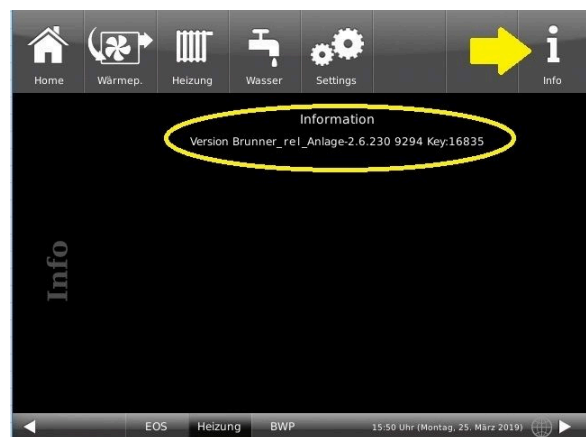 Home
Wärmep.
Heizung
Wasser
Settings
Info
Information
Version Brunner_rel_Anlage-2.6.230 9294 Key:16835
Info
EOS
Heizung
BWP
15:50 Uhr (Montag, 25. März 2019)